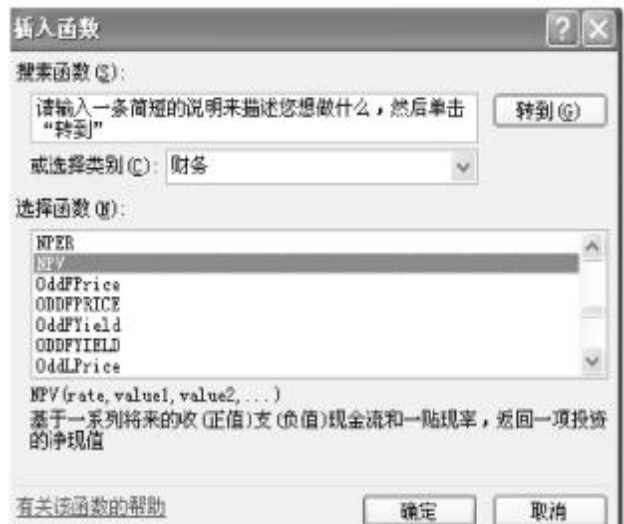 插入函数
搜索函数(S):
请输入一条简短的说明来描述您想做什么，然后单击
“转到”
转到(G)
或选择类别(C): 财务
选择函数(N):
NPER
NPV
OddFPrice
ODDFPRICE
OddFYield
ODDFYIELD
OddLPrice
NPV(rate,value1,value2,...)
基于一系列将来的收(正值)支(负值)现金流和一贴现率，返回一项投资
的净现值
有关该函数的帮助
确定
取消